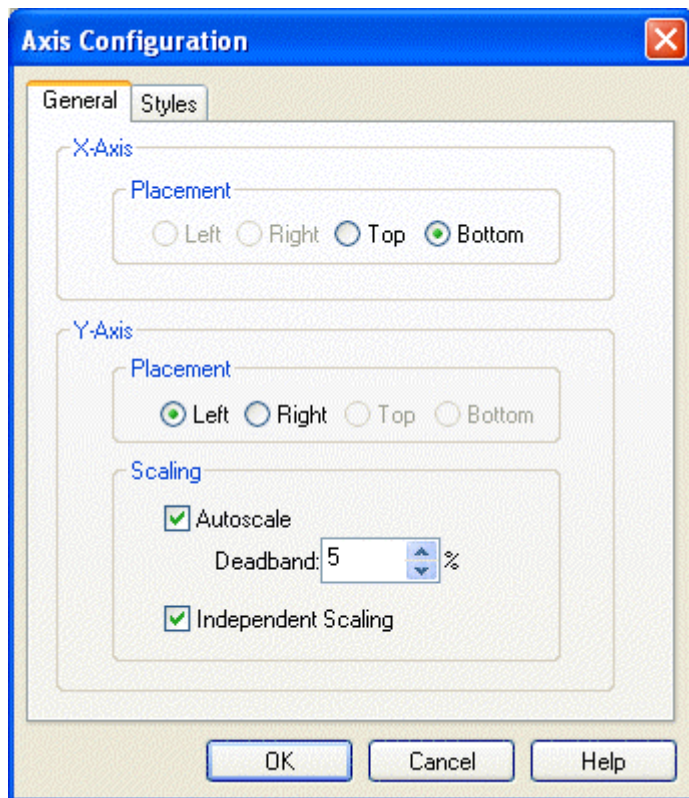 Axis Configuration
General Styles
X-Axis
Placement
Left Right Top Bottom
Y-Axis
Placement
Left Right Top Bottom
Scaling
Autoscale
Deadband: 5 %
Independent Scaling
OK Cancel Help